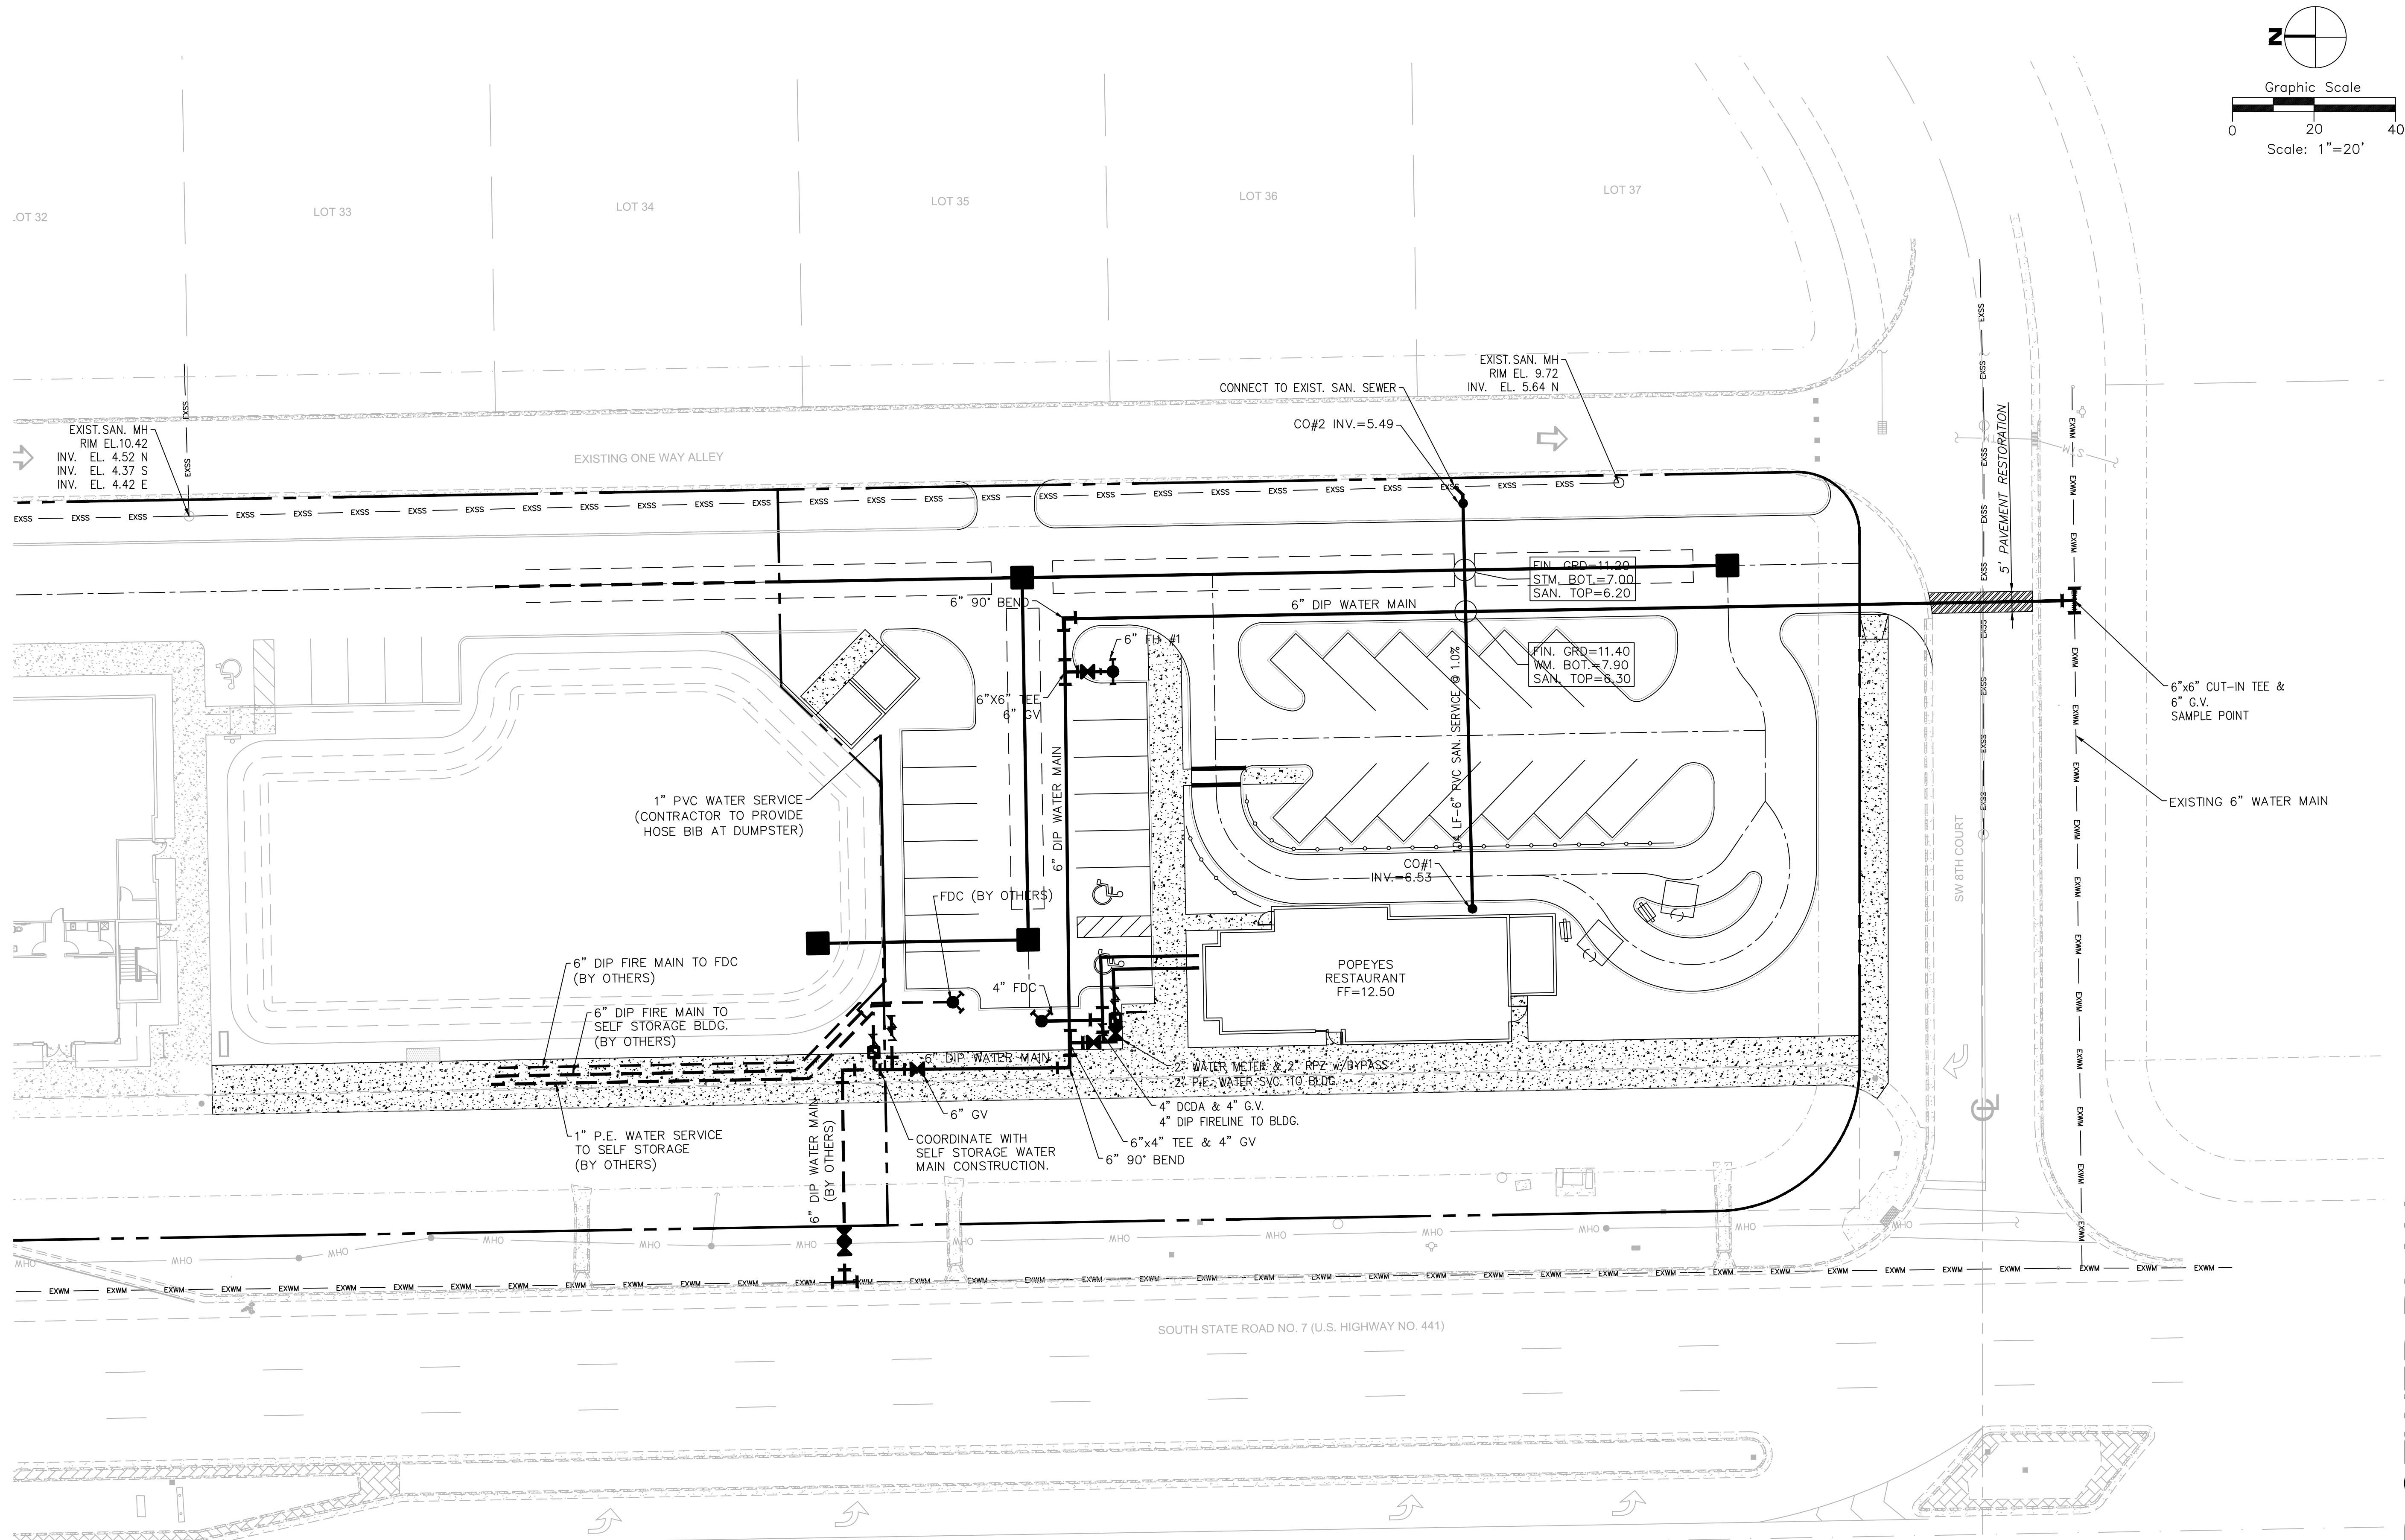 N
Graphic Scale
0 20 40
Scale: 1"=20'
LOT 32
LOT 33
LOT 34
LOT 35
LOT 36
LOT 37
EXIST. SAN. MH
RIM EL. 9.72
INV. EL. 5.64 N
CONNECT TO EXIST. SAN. SEWER
CO#2 INV.=5.49
EXIST. SAN. MH
RIM EL.10.42
INV. EL. 4.52 N
INV. EL. 4.37 S
INV. EL. 4.42 E
EXISTING ONE WAY ALLEY
EXSS
5' PAVEMENT RESTORATION
EXWM
STM
FIN. GRD=11.20
STM. BOT.=7.00
SAN. TOP=6.20
6" 90° BEND
6" DIP WATER MAIN
6" FH #1
FIN. GRD=11.40
WM. BOT.=7.90
SAN. TOP=6.30
6"X6" TEE
6" GV
6"x6" CUT-IN TEE &
6" G.V.
SAMPLE POINT
104 LF-6" PVC SAN. SERVICE @ 1.0%
6" DIP WATER MAIN
1" PVC WATER SERVICE
(CONTRACTOR TO PROVIDE
HOSE BIB AT DUMPSTER)
EXISTING 6" WATER MAIN
SW 8TH COURT
CO#1
INV.=6.53
FDC (BY OTHERS)
6" DIP FIRE MAIN TO FDC
(BY OTHERS)
4" FDC
POPEYES
RESTAURANT
FF=12.50
6" DIP FIRE MAIN TO
SELF STORAGE BLDG.
(BY OTHERS)
6" DIP WATER MAIN
2" WATER METER & 2" RPZ w/BYPASS
2" P.E. WATER SVC. TO BLDG.
4" DCDA & 4" G.V.
4" DIP FIRELINE TO BLDG.
6" GV
6"x4" TEE & 4" GV
6" 90° BEND
COORDINATE WITH
SELF STORAGE WATER
MAIN CONSTRUCTION.
1" P.E. WATER SERVICE
TO SELF STORAGE
(BY OTHERS)
6" DIP WATER MAIN
(BY OTHERS)
CL
OHW
EXWM
SOUTH STATE ROAD NO. 7 (U.S. HIGHWAY NO. 441)